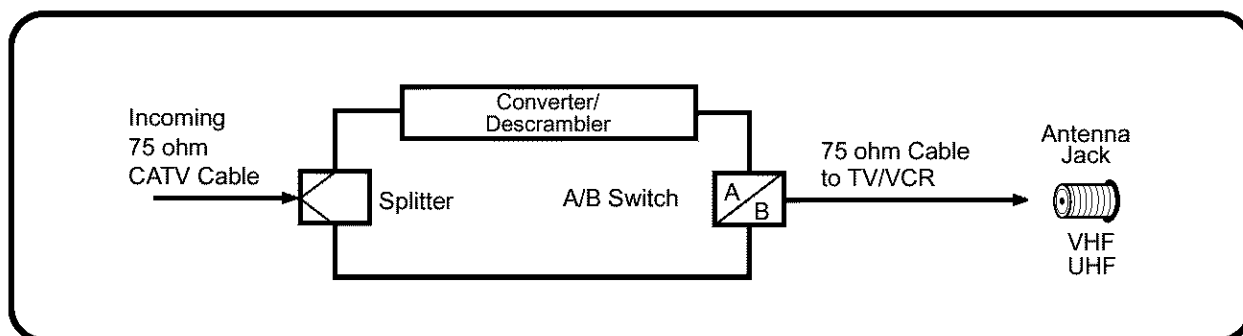 Incoming
75 ohm
CATV Cable
Splitter
Converter/
Descrambler
A/B Switch
A
B
75 ohm Cable
to TV/VCR
Antenna
Jack
VHF
UHF